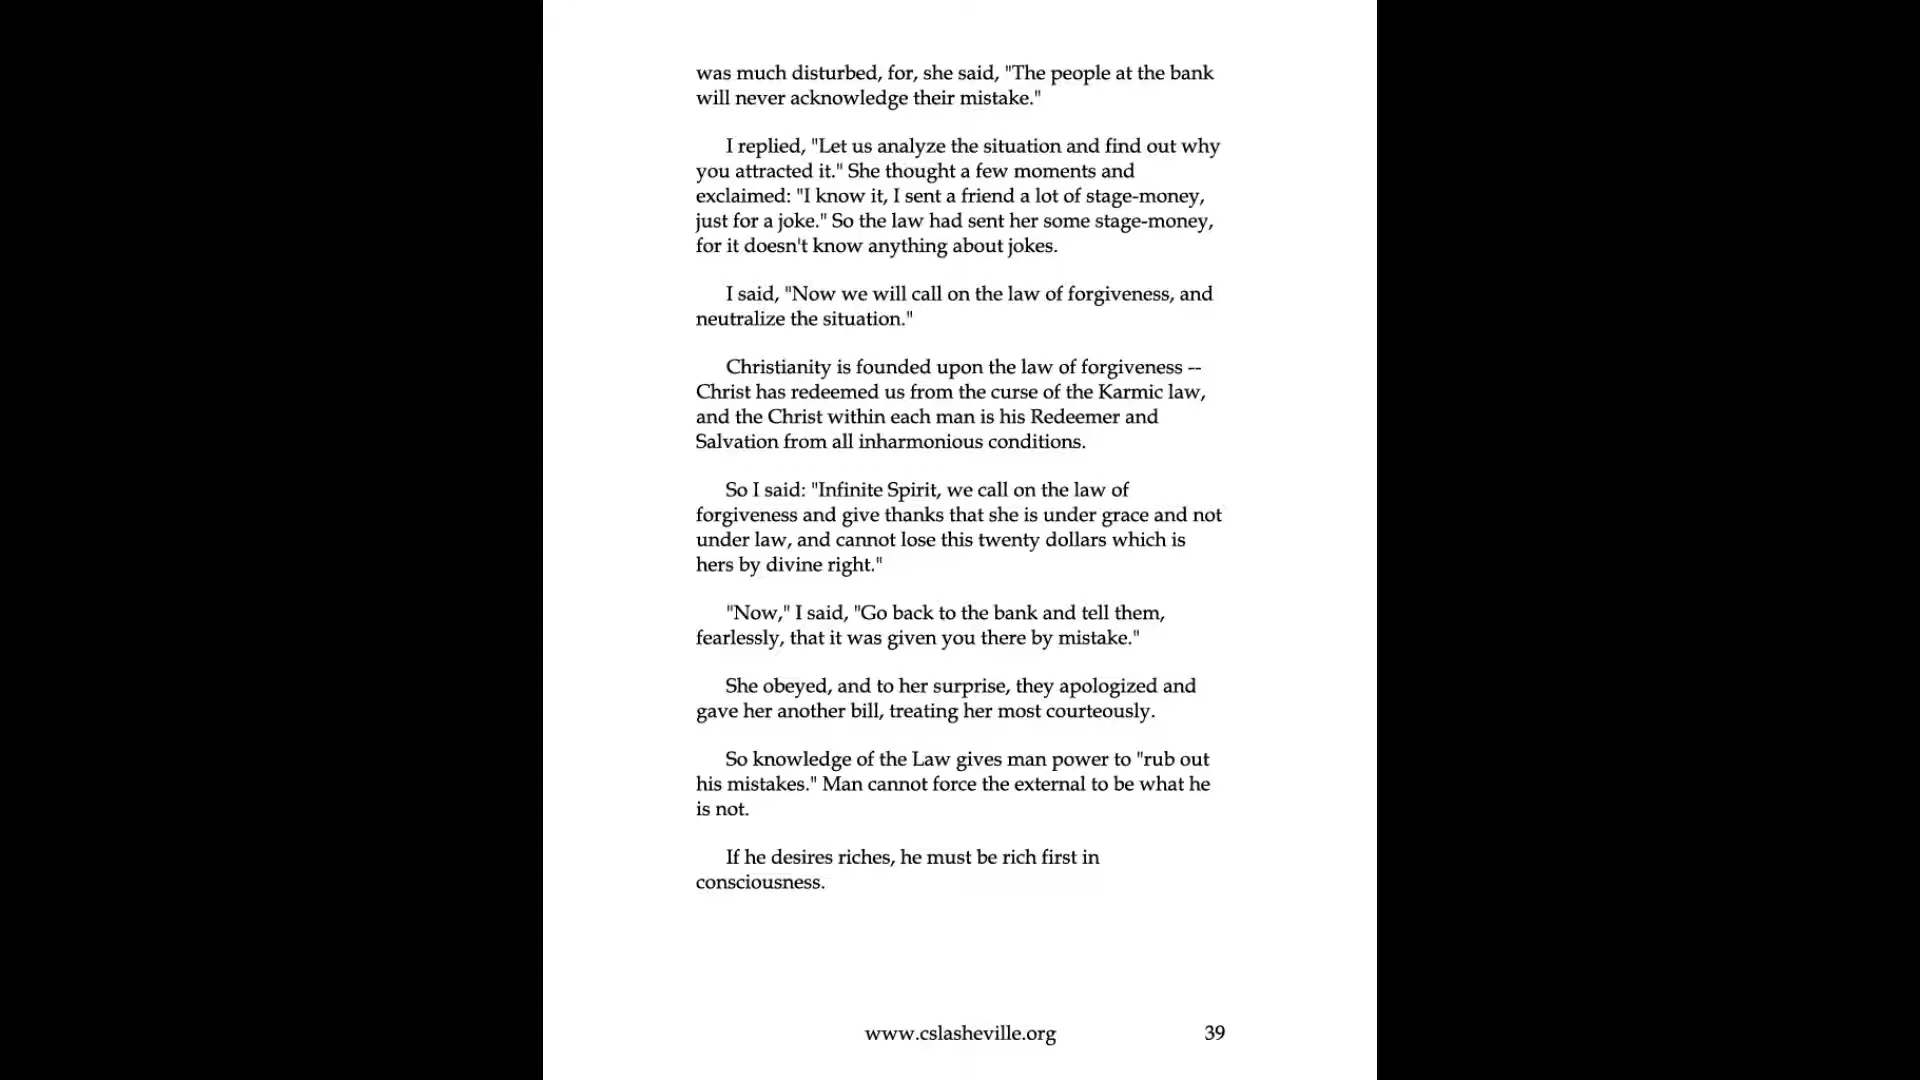 was much disturbed, for, she said, "The people at the bank
will never acknowledge their mistake."
I replied, "Let us analyze the situation and find out why
you attracted it." She thought a few moments and
exclaimed: "I know it, I sent a friend a lot of stage-money,
just for a joke." So the law had sent her some stage-money,
for it doesn't know anything about jokes.
I said, "Now we will call on the law of forgiveness, and
neutralize the situation."
Christianity is founded upon the law of forgiveness --
Christ has redeemed us from the curse of the Karmic law,
and the Christ within each man is his Redeemer and
Salvation from all inharmonious conditions.
So I said: "Infinite Spirit, we call on the law of
forgiveness and give thanks that she is under grace and not
under law, and cannot lose this twenty dollars which is
hers by divine right."
"Now," I said, "Go back to the bank and tell them,
fearlessly, that it was given you there by mistake."
She obeyed, and to her surprise, they apologized and
gave her another bill, treating her most courteously.
So knowledge of the Law gives man power to "rub out
his mistakes." Man cannot force the external to be what he
is not.
If he desires riches, he must be rich first in
consciousness.
www.cslasheville.org 39